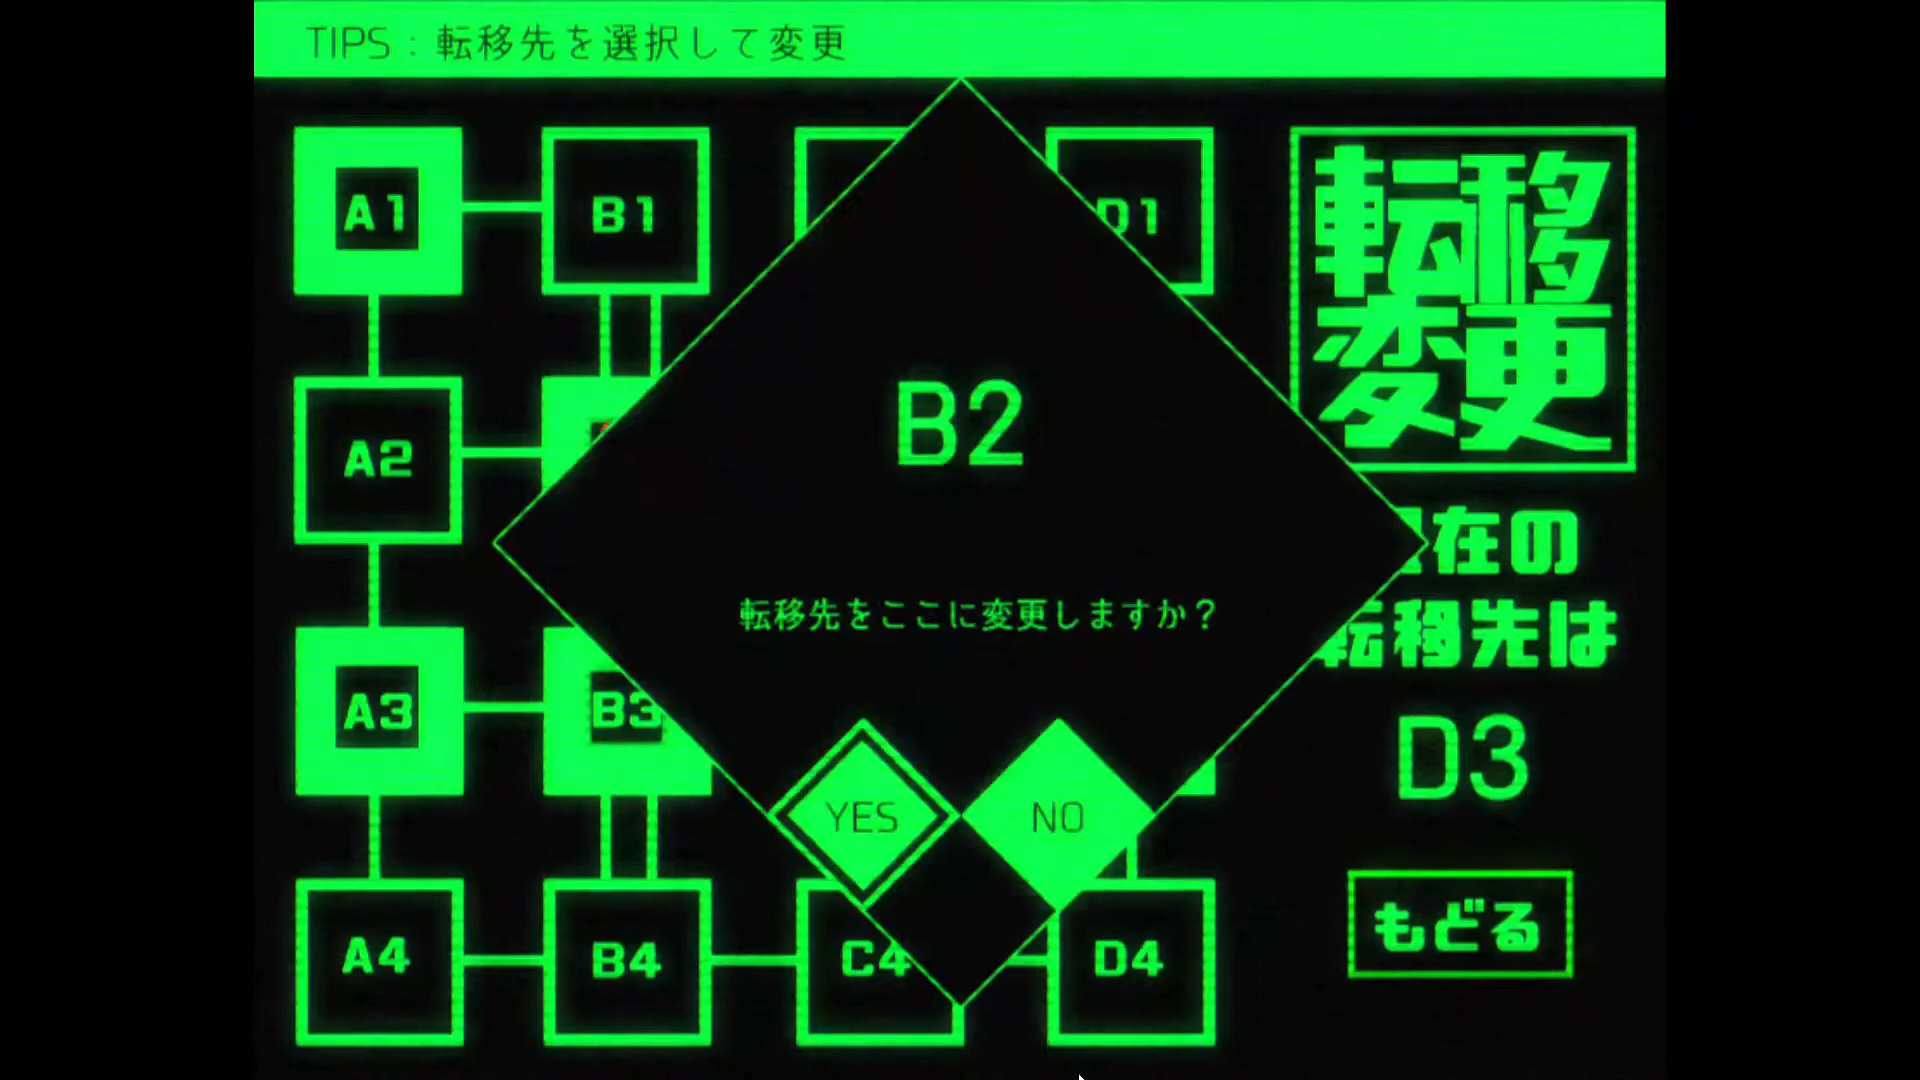 TIPS : 転移先を選択して変更
A1
B1
D1
転移
変更
A2
B2
在の
転移先をここに変更しますか？
転移先は
A3
B3
D3
YES
NO
A4
B4
C4
D4
もどる